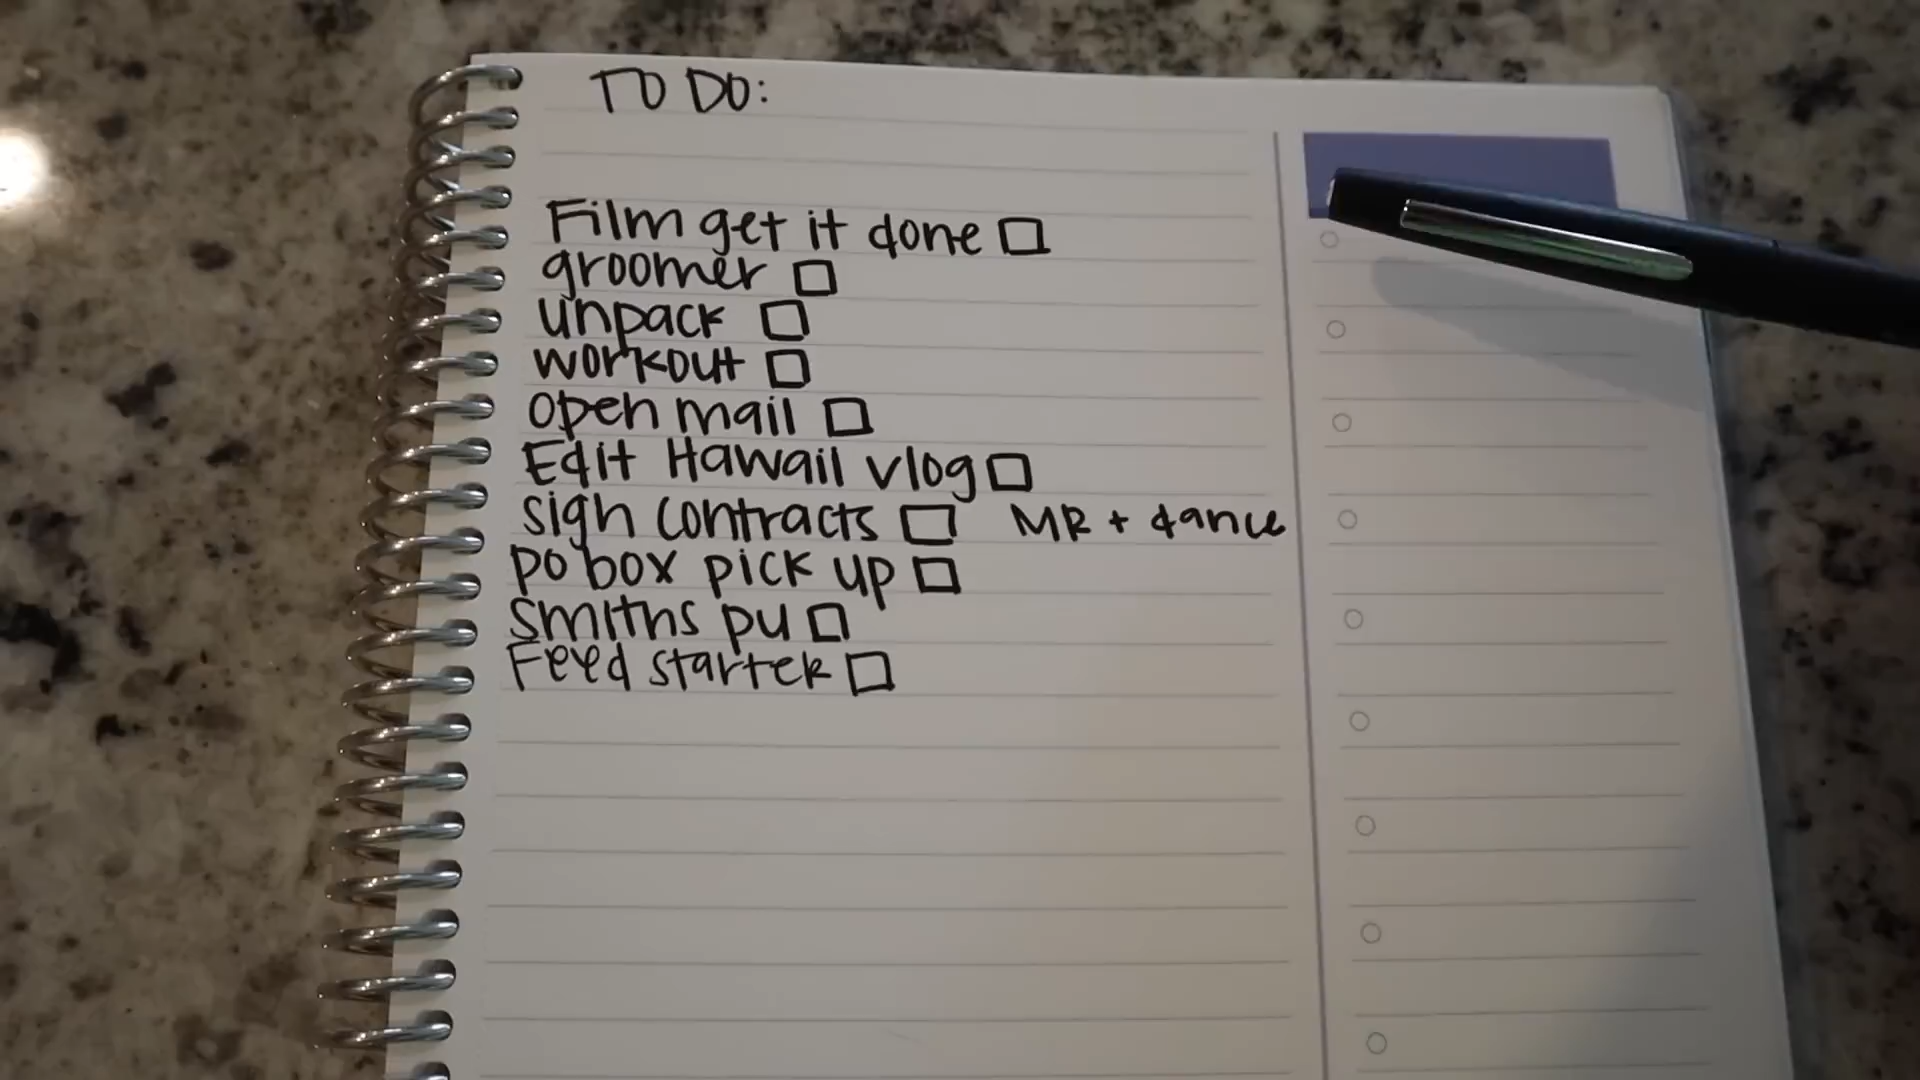 TO DO:
Film get it done
groomer
unpack
workout
open mail
Edit Hawaii vlog
sign contracts MR + dance
po box pick up
smiths pu
Feed starter